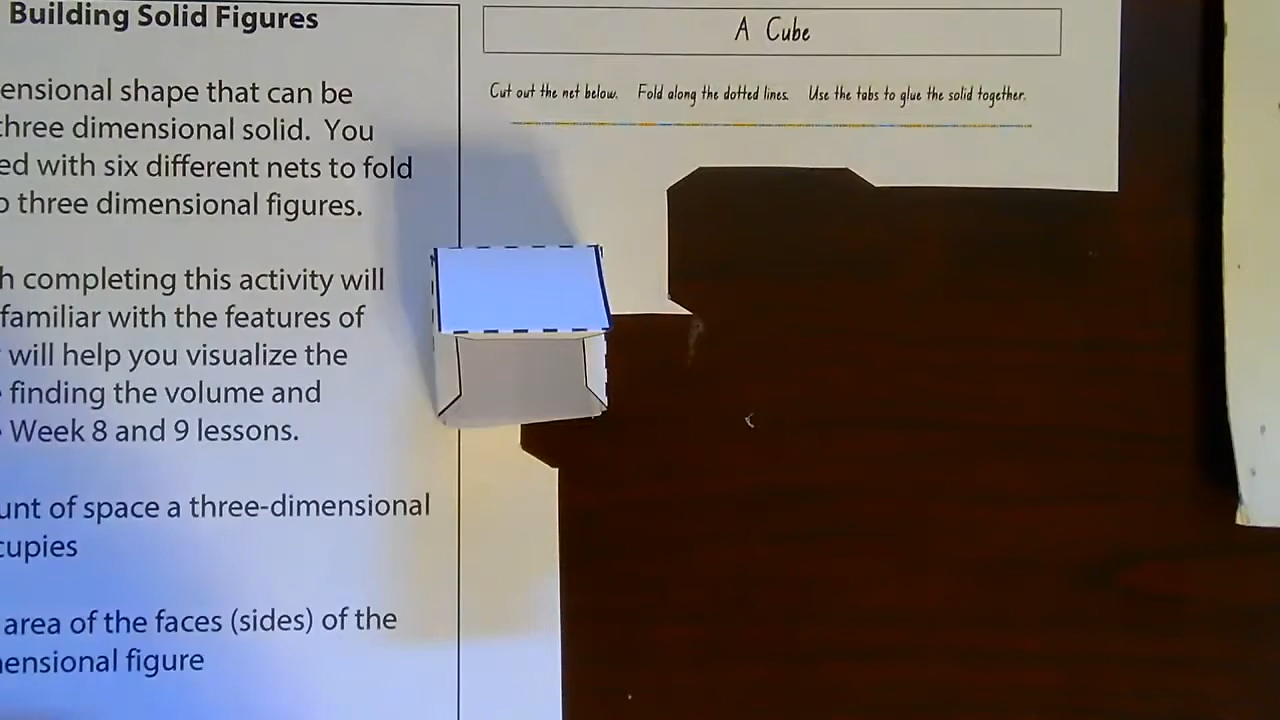 Building Solid Figures
ensional shape that can be
three dimensional solid. You
ed with six different nets to fold
o three dimensional figures.
h completing this activity will
familiar with the features of
will help you visualize the
finding the volume and
Week 8 and 9 lessons.
unt of space a three-dimensional
cupies
area of the faces (sides) of the
ensional figure
A Cube
Cut out the net below. Fold along the dotted lines. Use the tabs to glue the solid together.